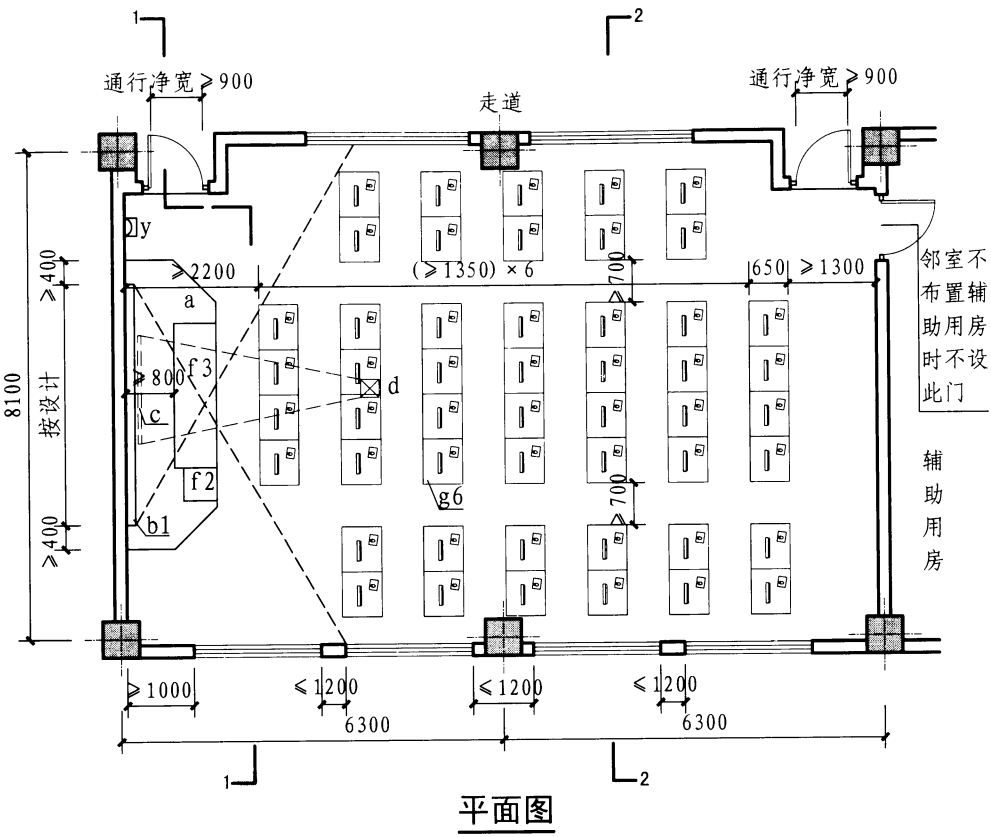 1
2
通行净宽≥900
通行净宽≥900
走道
y
≥400
≥2200
(≥1350)×6
≥700
650
≥1300
邻室不
布置辅
助用房
时不设
此门
a
f3
≥800
d
c
8100
按设计
f2
g6
≥700
b1
≥400
辅
助
用
房
≥1000
≤1200
≤1200
≤1200
6300
6300
1
2
平面图